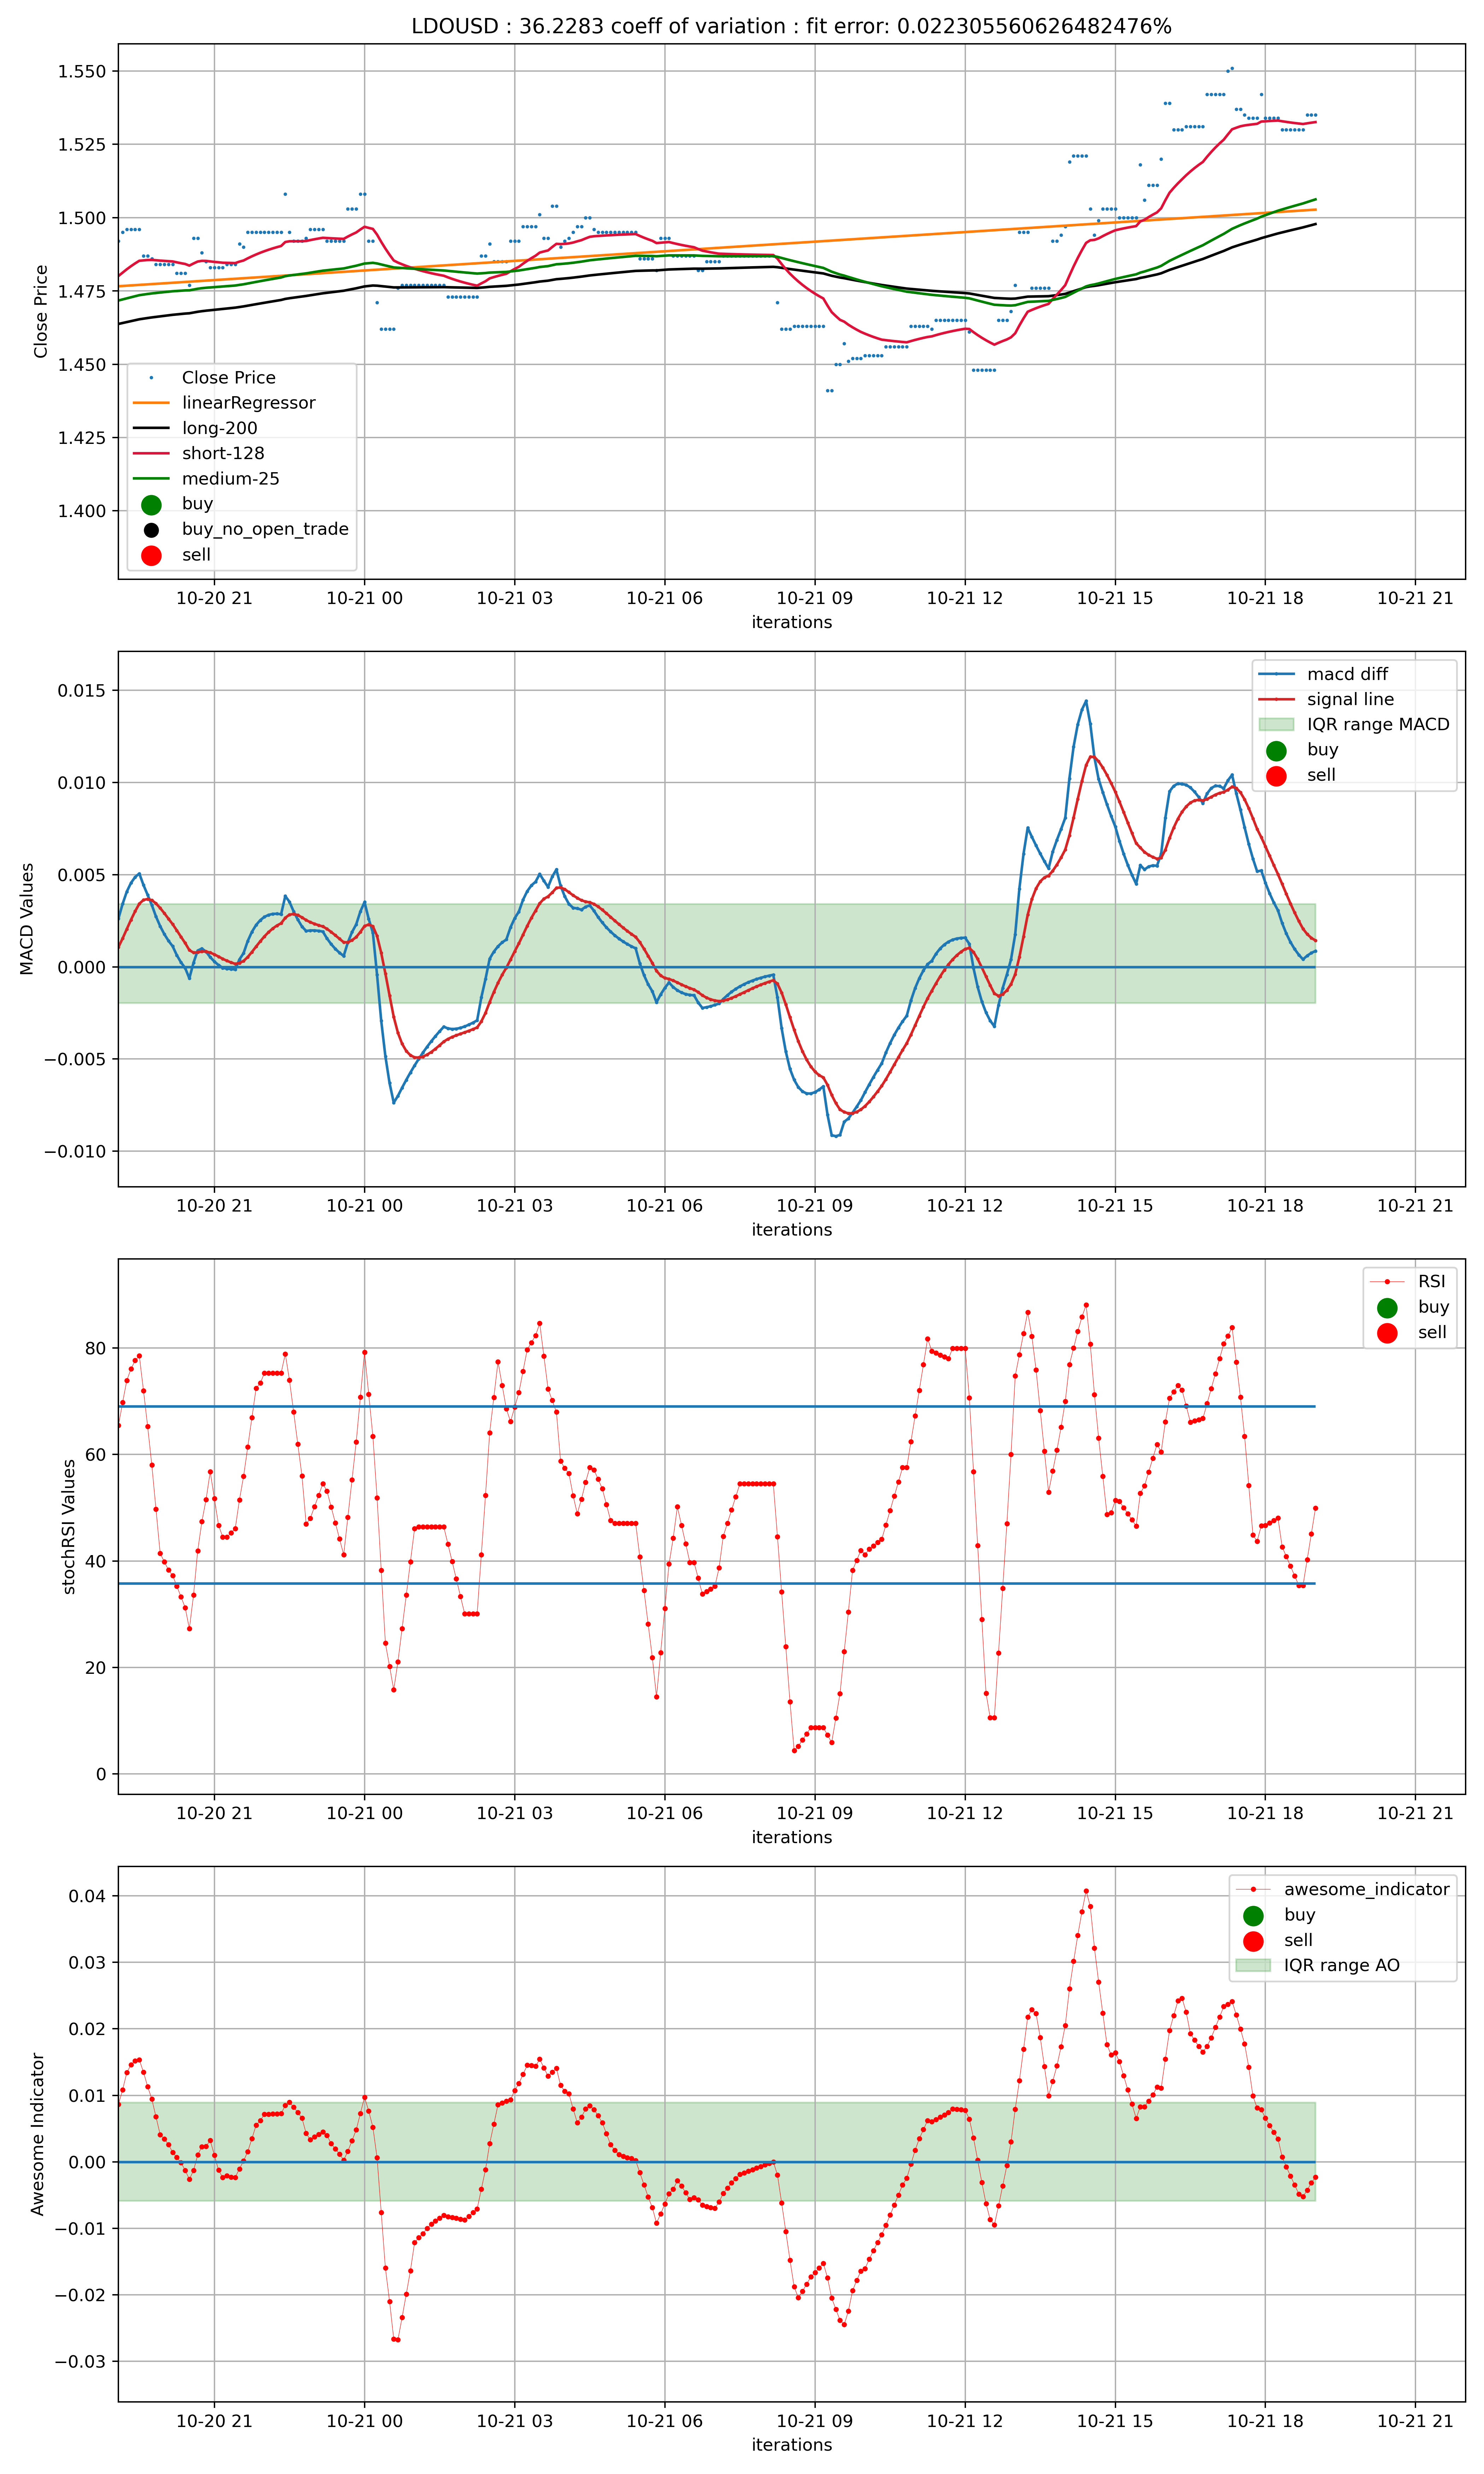 LDOUSD : 36.2283 coeff of variation : fit error: 0.022305560626482476%
1.550
1.525
1.500
1.475
1.450
1.425
1.400
Close Price
Close Price
linearRegressor
long-200
short-128
medium-25
buy
buy_no_open_trade
sell
10-20 21 10-21 00 10-21 03 10-21 06 10-21 09 10-21 12 10-21 15 10-21 18 10-21 21
iterations
0.015
0.010
0.005
0.000
−0.005
−0.010
MACD Values
macd diff
signal line
IQR range MACD
buy
sell
10-20 21 10-21 00 10-21 03 10-21 06 10-21 09 10-21 12 10-21 15 10-21 18 10-21 21
iterations
80
60
40
20
0
stochRSI Values
RSI
buy
sell
10-20 21 10-21 00 10-21 03 10-21 06 10-21 09 10-21 12 10-21 15 10-21 18 10-21 21
iterations
0.04
0.03
0.02
0.01
0.00
−0.01
−0.02
−0.03
Awesome Indicator
awesome_indicator
buy
sell
IQR range AO
10-20 21 10-21 00 10-21 03 10-21 06 10-21 09 10-21 12 10-21 15 10-21 18 10-21 21
iterations